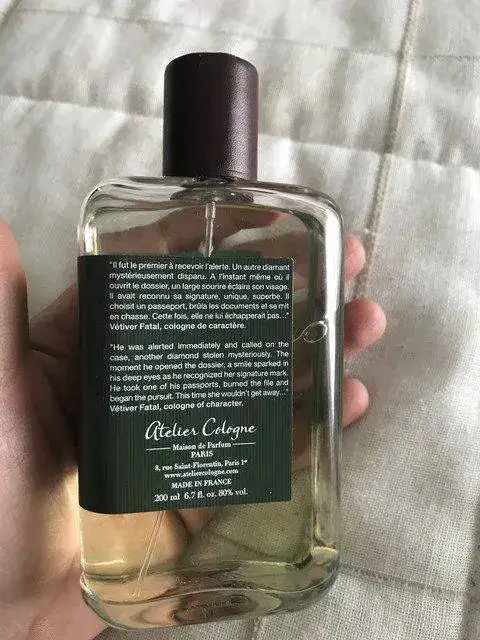 "Il fut le premier à recevoir l'alerte. Un autre diamant
mystérieusement disparu. A l'instant même où il
ouvrit le dossier, un large sourire éclaira son visage.
Il avait reconnu sa signature, unique, superbe. Il
choisit un passeport, brûla les documents et se mit
en chasse. Cette fois, elle ne lui échapperait pas..."
Vétiver Fatal, cologne de caractère.
"He was alerted immediately and called on the
case, another diamond stolen mysteriously. The
moment he opened the dossier, a smile sparked in
his deep eyes as he recognized her signature mark.
He took one of his passports, burned the file and
began the pursuit. This time she wouldn't get away..."
Vétiver Fatal, cologne of character.
Atelier Cologne
Maison de Parfum
PARIS
8, rue Saint-Florentin, Paris 1er
www.ateliercologne.com
MADE IN FRANCE
200 ml 6.7 fl. oz. 80% vol.